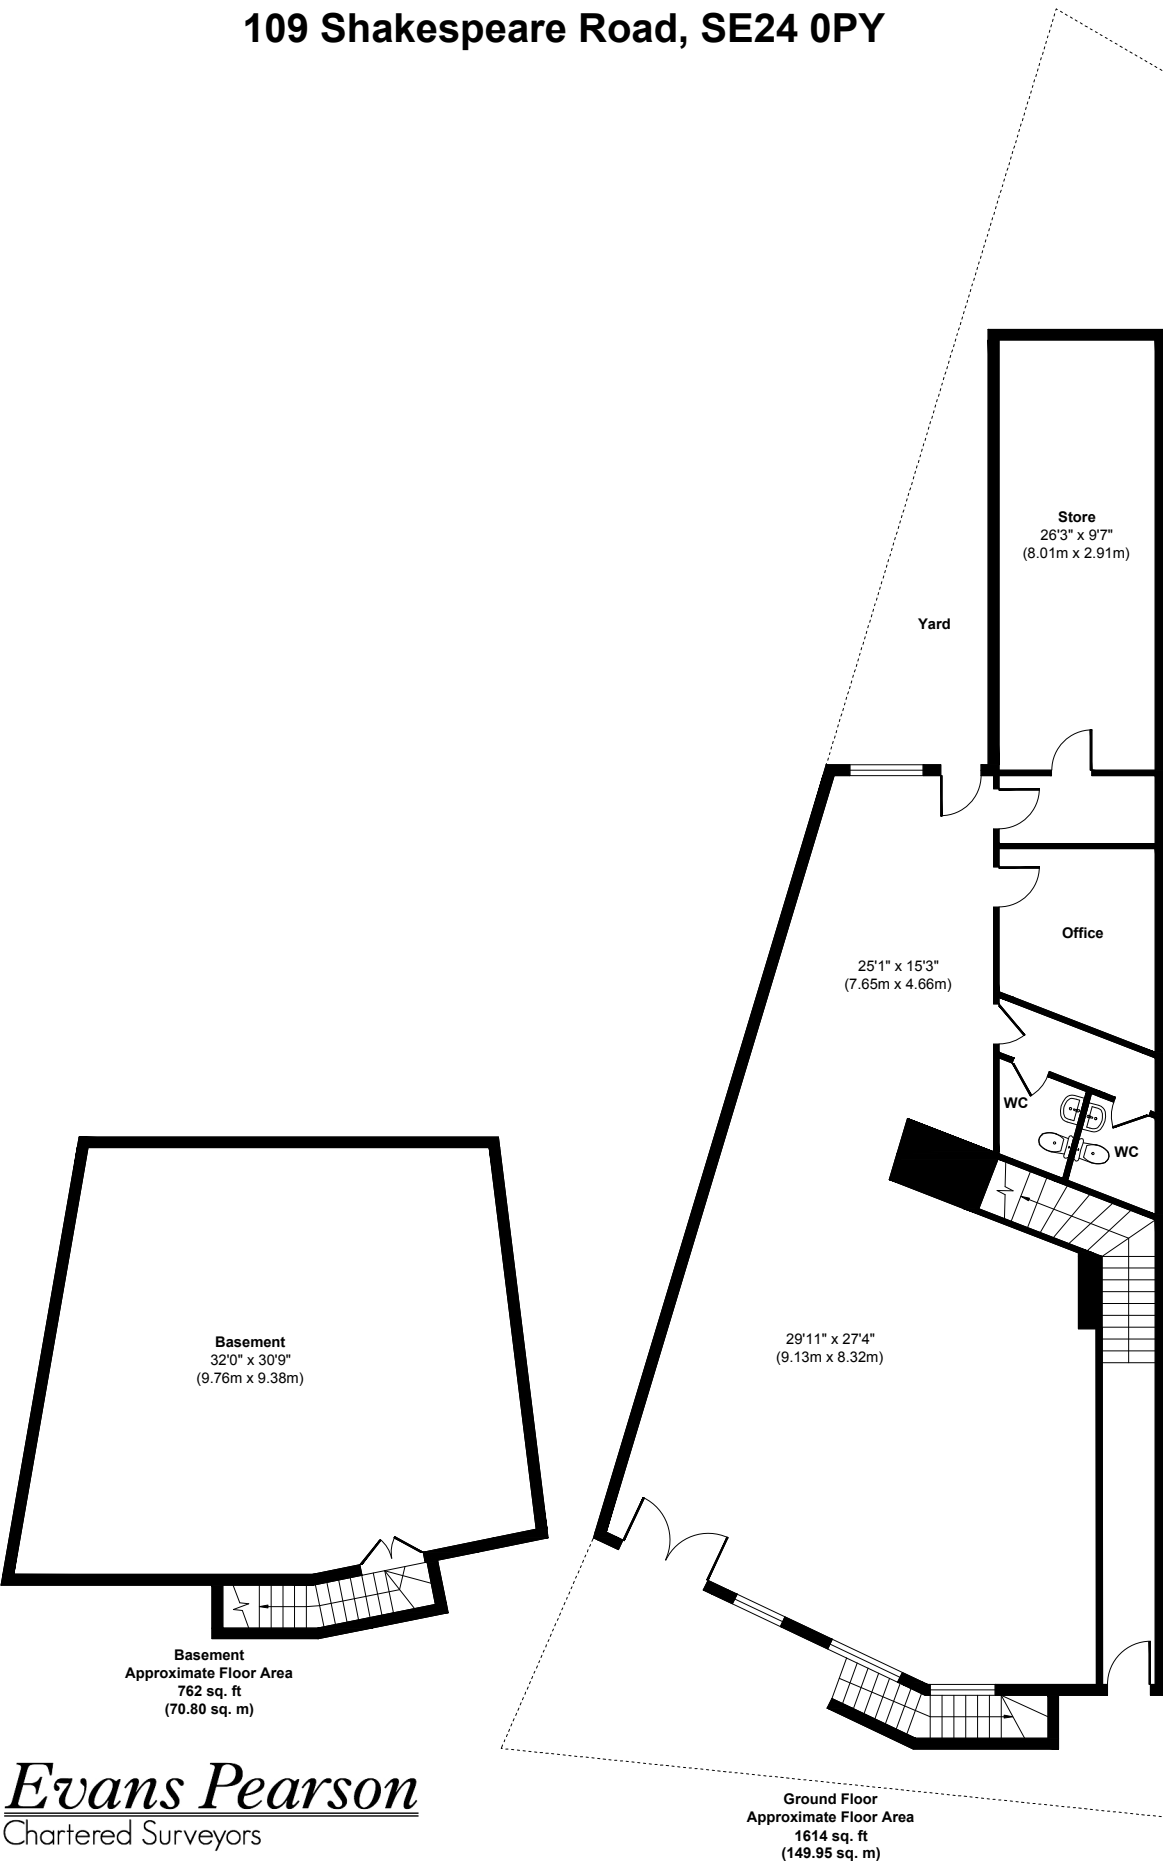 109 Shakespeare Road, SE24 0PY
Store
26'3" x 9'7"
(8.01m x 2.91m)
Yard
Office
25'1" x 15'3"
(7.65m x 4.66m)
WC
WC
29'11" x 27'4"
(9.13m x 8.32m)
Basement
32'0" x 30'9"
(9.76m x 9.38m)
Basement
Approximate Floor Area
762 sq. ft
(70.80 sq. m)
Ground Floor
Approximate Floor Area
1614 sq. ft
(149.95 sq. m)
Evans Pearson
Chartered Surveyors